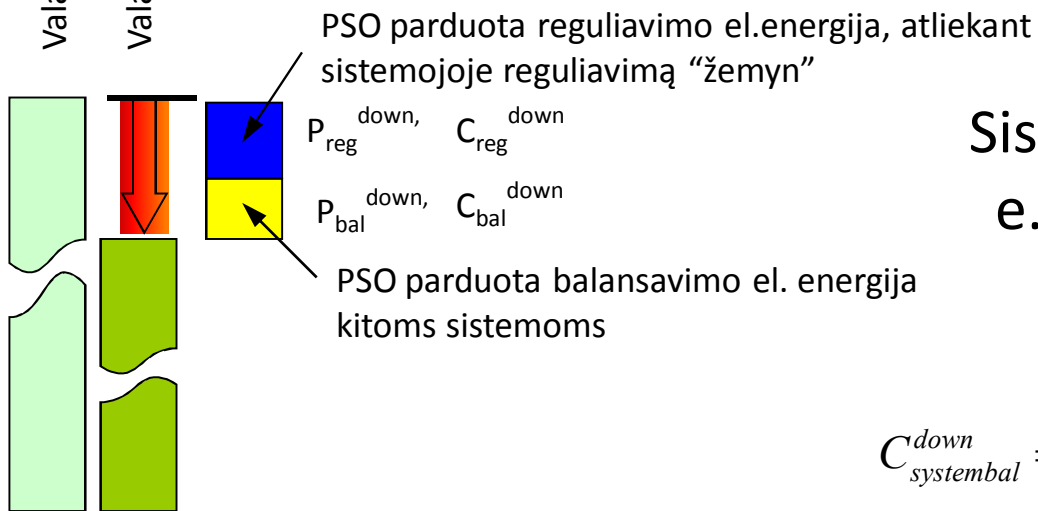 PSO parduota reguliavimo el.energija, atliekant
sistemojoje reguliavimą “žemyn”
P_reg^down, C_reg^down
P_bal^down, C_bal^down
PSO parduota balansavimo el. energija
kitoms sistemoms
C_systembal^down